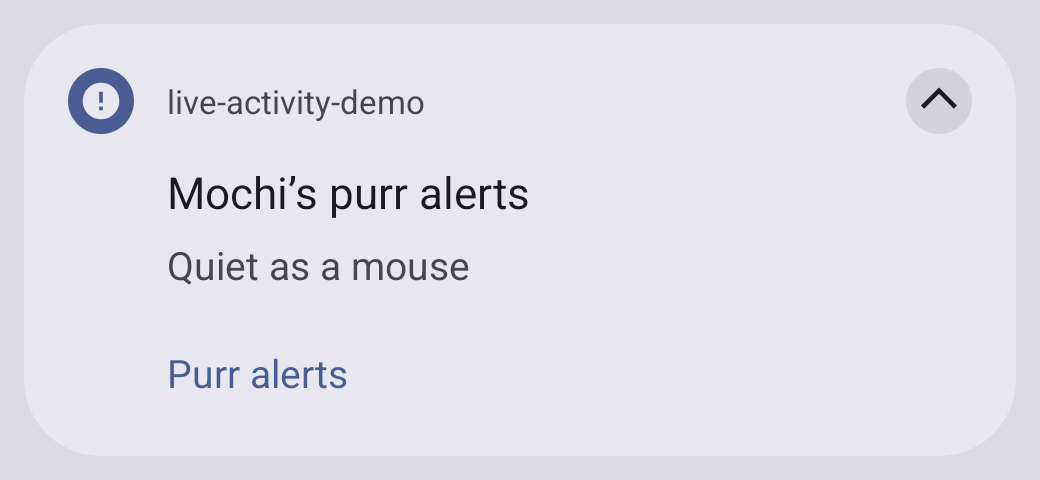 live-activity-demo
Mochi’s purr alerts
Quiet as a mouse
Purr alerts